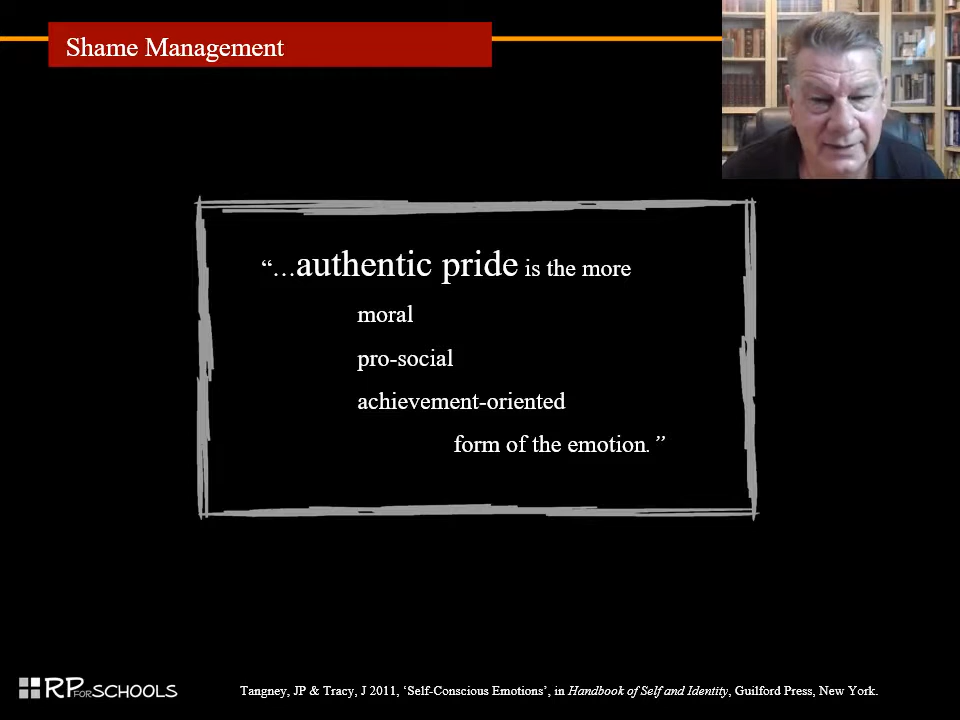 Shame Management
“…authentic pride is the more
moral
pro-social
achievement-oriented
form of the emotion.”
RP FOR SCHOOLS
Tangney, JP & Tracy, J 2011, ‘Self-Conscious Emotions’, in Handbook of Self and Identity, Guilford Press, New York.